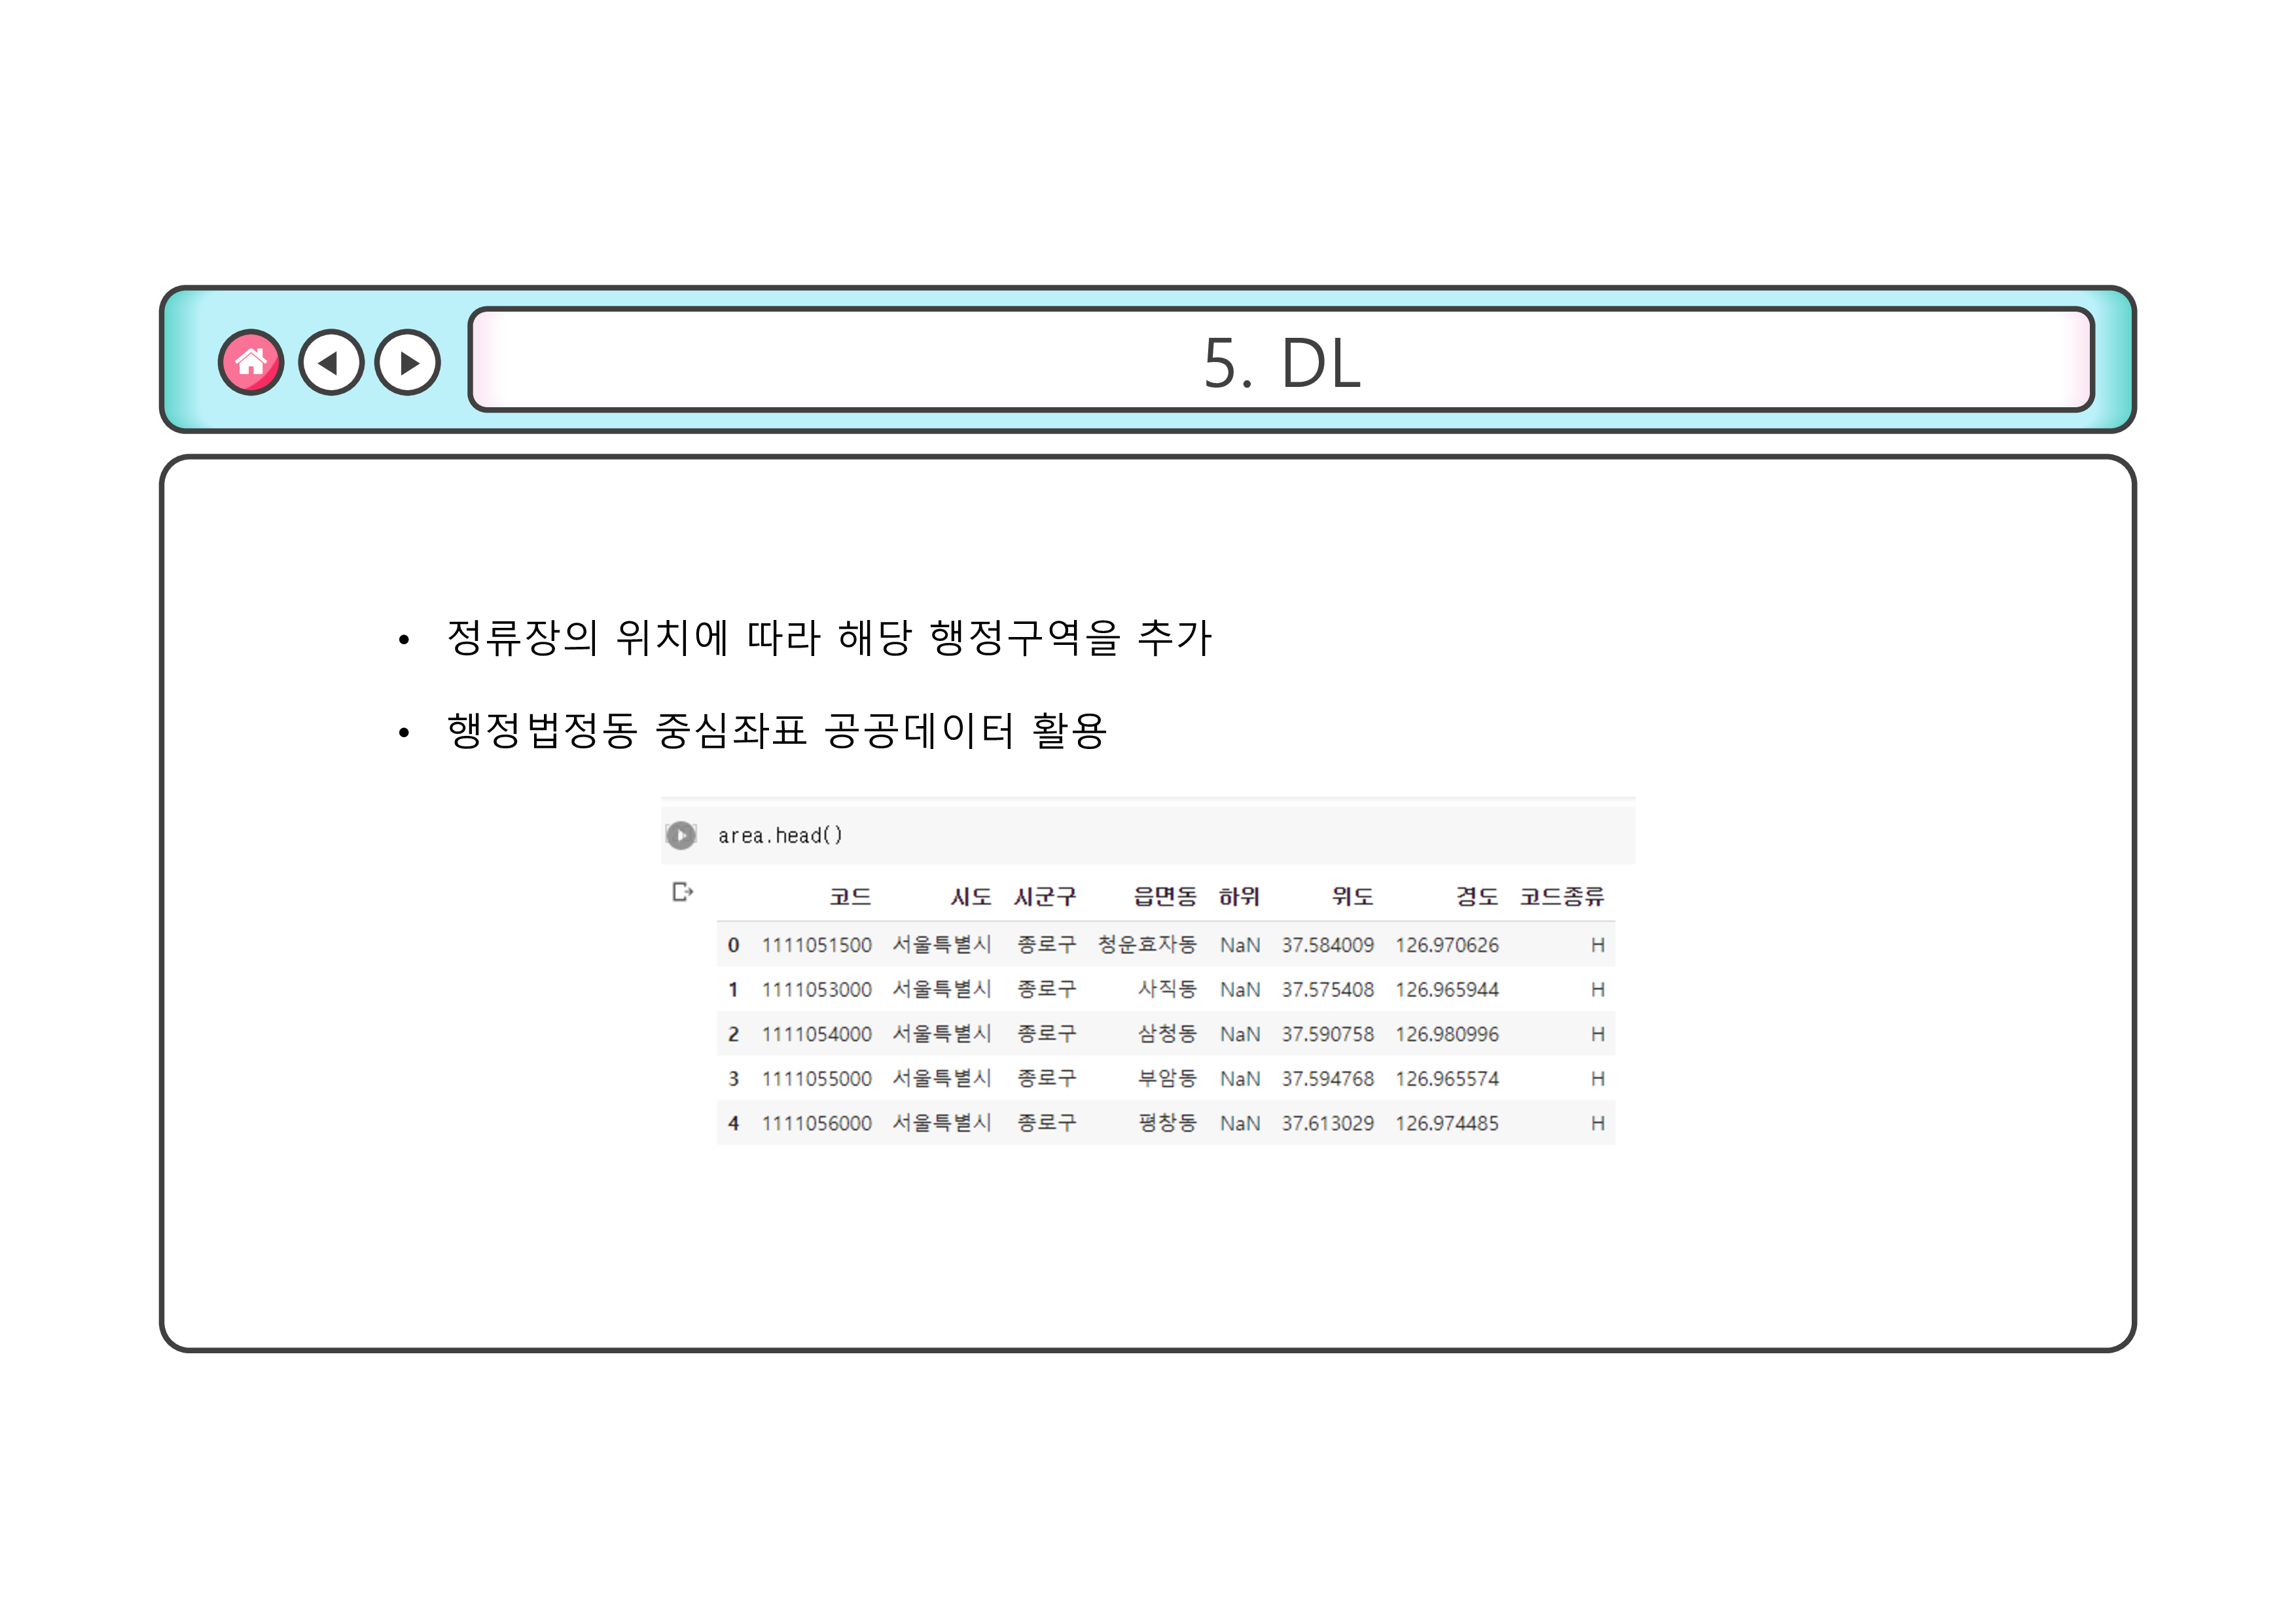 5. DL
• 정류장의 위치에 따라 해당 행정구역을 추가
• 행정법정동 중심좌표 공공데이터 활용
area.head()
코드 시도 시군구 읍면동 하위 위도 경도 코드종류
0 1111051500 서울특별시 종로구 청운효자동 NaN 37.584009 126.970626 H
1 1111053000 서울특별시 종로구 사직동 NaN 37.575408 126.965944 H
2 1111054000 서울특별시 종로구 삼청동 NaN 37.590758 126.980996 H
3 1111055000 서울특별시 종로구 부암동 NaN 37.594768 126.965574 H
4 1111056000 서울특별시 종로구 평창동 NaN 37.613029 126.974485 H